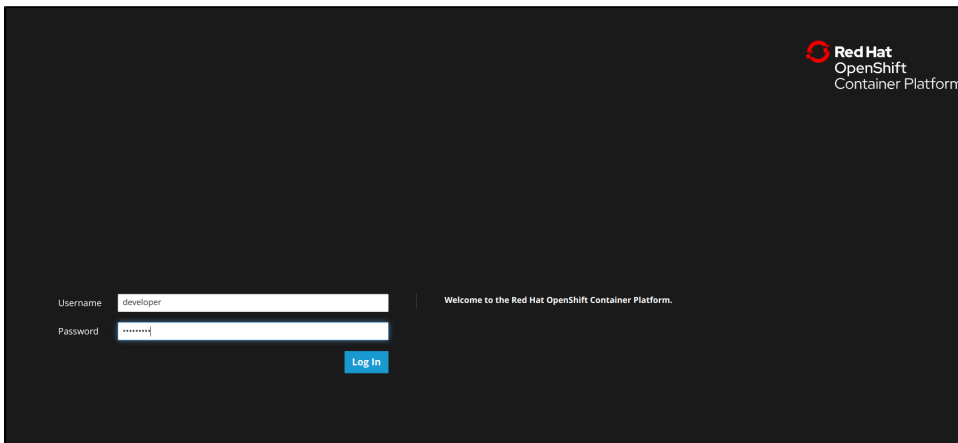 Red Hat
OpenShift
Container Platform
Username
developer
Welcome to the Red Hat OpenShift Container Platform.
Password
•••••••••
Log In